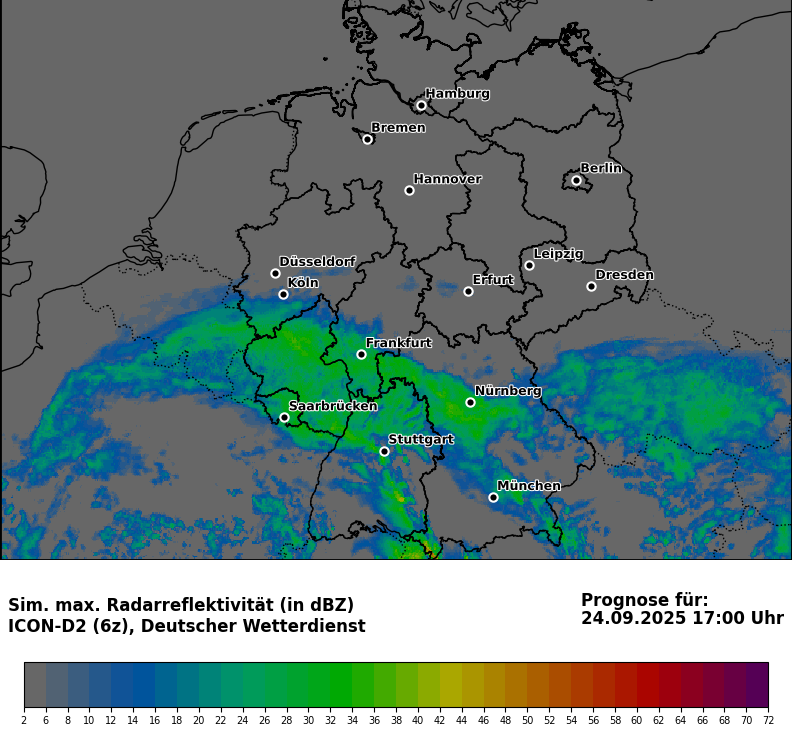 Hamburg
Bremen
Berlin
Hannover
Leipzig
Düsseldorf
Dresden
Köln
Erfurt
Frankfurt
Nürnberg
Saarbrücken
Stuttgart
München
Sim. max. Radarreflektivität (in dBZ)
ICON-D2 (6z), Deutscher Wetterdienst
Prognose für:
24.09.2025 17:00 Uhr
2 6 8 10 12 14 16 18 20 22 24 26 28 30 32 34 36 38 40 42 44 46 48 50 52 54 56 58 60 62 64 66 68 70 72